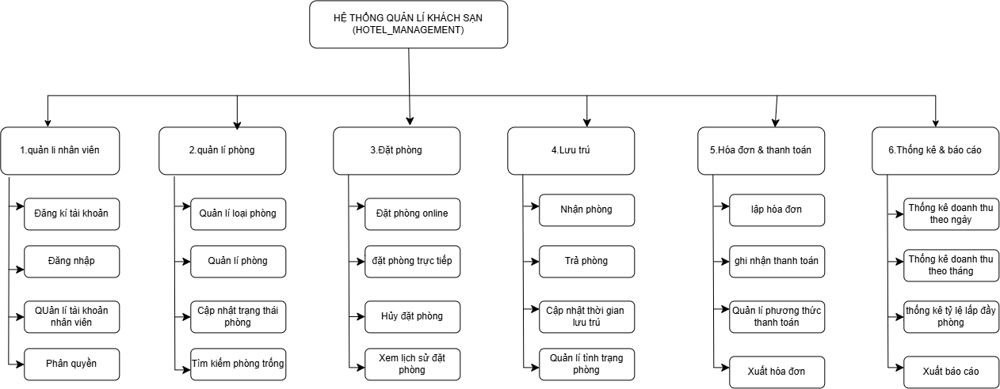 HỆ THỐNG QUẢN LÍ KHÁCH SẠN
(HOTEL_MANAGEMENT)
1.quản li nhân viên
2.quản lí phòng
3.Đặt phòng
4.Lưu trú
5.Hóa đơn & thanh toán
6.Thống kê & báo cáo
Đăng kí tài khoản
Đăng nhập
QUản lí tài khoản
nhân viên
Phân quyền
Quản lí loại phòng
Quản lí phòng
Cập nhật trạng thái
phòng
Tìm kiếm phòng trống
Đặt phòng online
đặt phòng trực tiếp
Hủy đặt phòng
Xem lịch sử đặt
phòng
Nhận phòng
Trả phòng
Cập nhật thời gian
lưu trú
Quản lí tình trạng
phòng
lập hóa đơn
ghi nhận thanh toán
Quản lí phương thức
thanh toán
Xuất hóa đơn
Thống kê doanh thu
theo ngày
Thống kê doanh thu
theo tháng
thống kê tỷ lệ lấp đầy
phòng
Xuất báo cáo